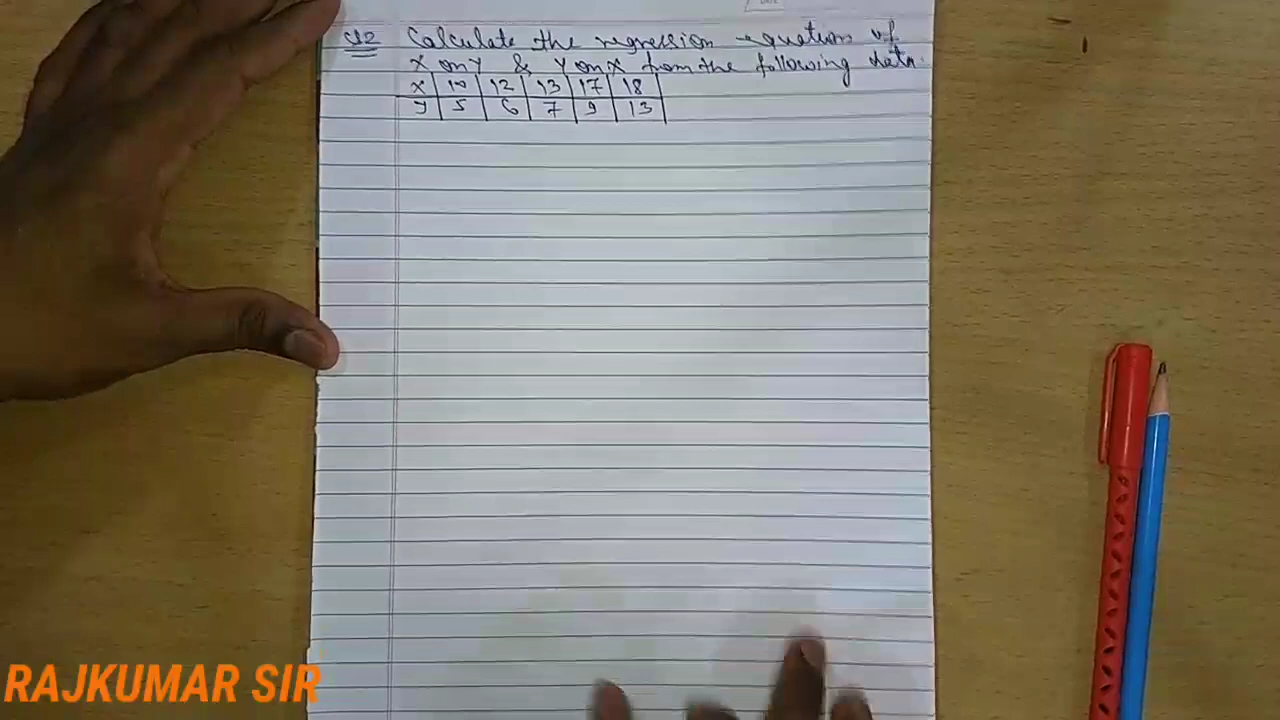 Q2 Calculate the regression equations of
X on Y & Y on X from the following data.
X 10 12 13 17 18
y 5 6 7 9 13
RAJKUMAR SIR